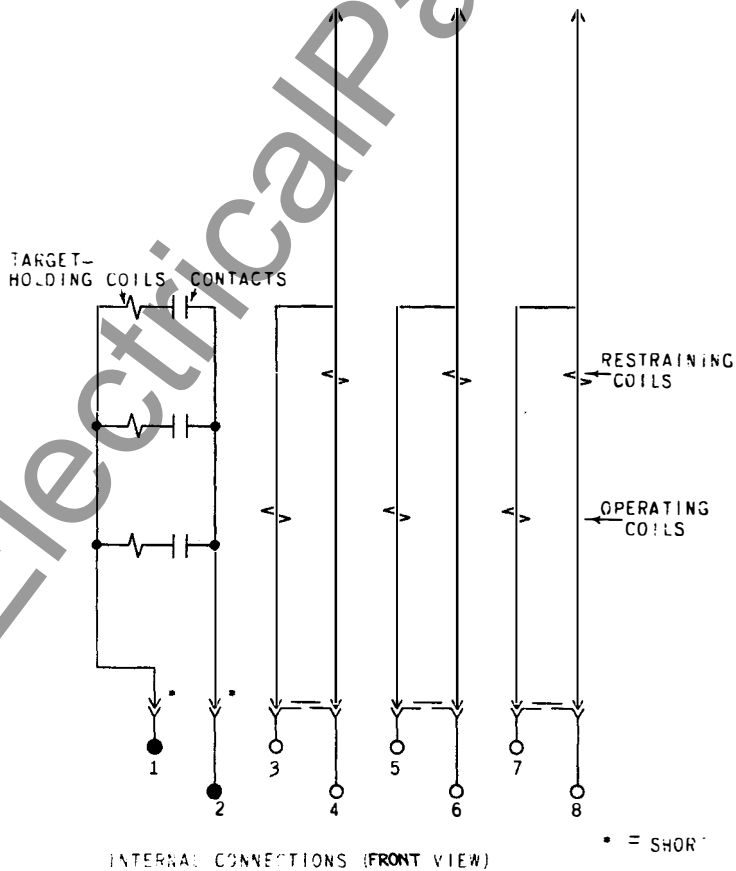 ElectricalPa
TARGET-
HOLDING COILS CONTACTS
RESTRAINING
COILS
OPERATING
COILS
* *
1 3 5 7
2 4 6 8
* = SHORT
INTERNAL CONNECTIONS (FRONT VIEW)